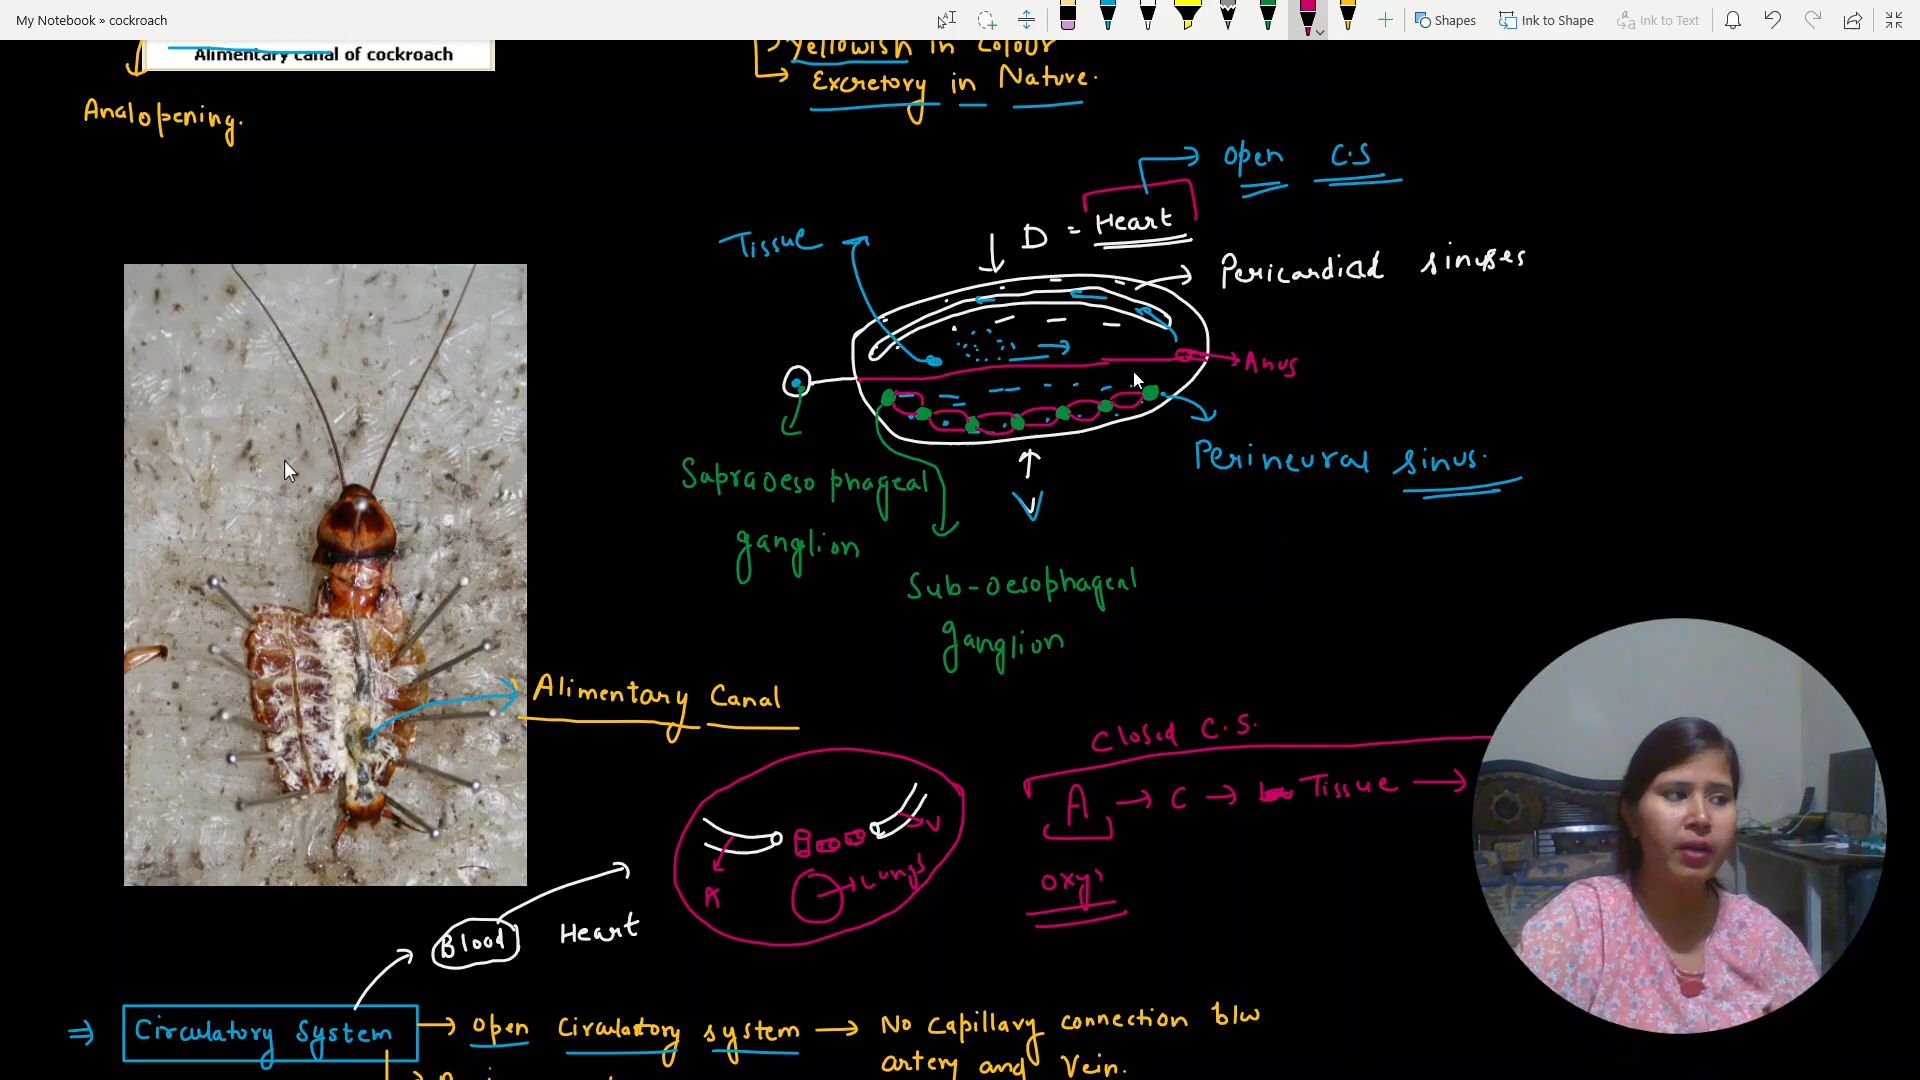 My Notebook » cockroach
Shapes
Ink to Shape
Ink to Text
Alimentary canal of cockroach
Yellowish in Colour
Excretory in Nature.
Anal opening.
Open C.S
D = Heart
Tissue
Pericardial sinuses
Anus
Perineural sinus.
V
Supraoesophageal
ganglion
Sub-oesophageal
ganglion
Alimentary Canal
Closed C.S.
A → C → Tissue →
oxy
A
Lungs
V
Blood
Heart
⇒ Circulatory System → Open Circulatory system → No Capillary connection b/w
artery and Vein.